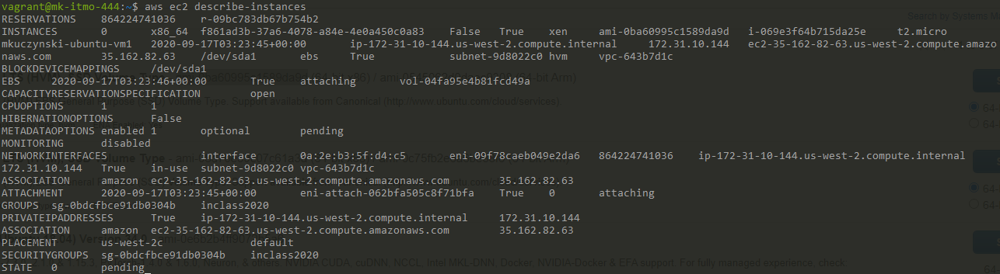 vagrant@mk-itmo-444:~$ aws ec2 describe-instances
RESERVATIONS 864224741036 r-09bc783db67b754b2
INSTANCES 0 x86_64 f861ad3b-37a6-4078-a84e-4e0a450c0a83 False True xen ami-0ba60995c1589da9d i-069e3f64b715da25e t2.micro
mkuczynski-ubuntu-vm1 2020-09-17T03:23:45+00:00 ip-172-31-10-144.us-west-2.compute.internal 172.31.10.144 ec2-35-162-82-63.us-west-2.compute.amazo
naws.com 35.162.82.63 /dev/sda1 ebs True subnet-9d8022c0 hvm vpc-643b7d1c
BLOCKDEVICEMAPPINGS /dev/sda1
EBS 2020-09-17T03:23:46+00:00 True attaching vol-04fa95e4b81fcd49a
CAPACITYRESERVATIONSPECIFICATION open
CPUOPTIONS 1 1
HIBERNATIONOPTIONS False
METADATAOPTIONS enabled 1 optional pending
MONITORING disabled
NETWORKINTERFACES interface 0a:2e:b3:5f:d4:c5 eni-09f78caeb049e2da6 864224741036 ip-172-31-10-144.us-west-2.compute.internal
172.31.10.144 True in-use subnet-9d8022c0 vpc-643b7d1c
ASSOCIATION amazon ec2-35-162-82-63.us-west-2.compute.amazonaws.com 35.162.82.63
ATTACHMENT 2020-09-17T03:23:45+00:00 eni-attach-062bfa505c8f71bfa True 0 attaching
GROUPS sg-0bdcfbce91db0304b inclass2020
PRIVATEIPADDRESSES True ip-172-31-10-144.us-west-2.compute.internal 172.31.10.144
ASSOCIATION amazon ec2-35-162-82-63.us-west-2.compute.amazonaws.com 35.162.82.63
PLACEMENT us-west-2c default
SECURITYGROUPS sg-0bdcfbce91db0304b inclass2020
STATE 0 pending